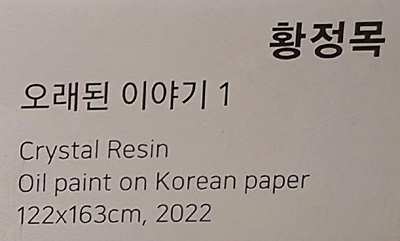 황정목
오래된 이야기 1
Crystal Resin
Oil paint on Korean paper
122x163cm, 2022